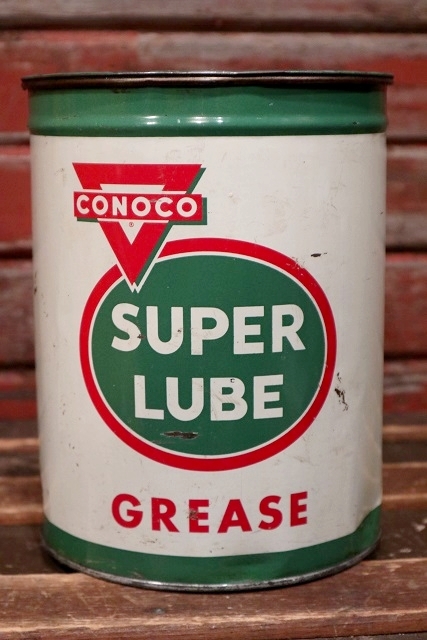 CONOCO
®
SUPER
LUBE
GREASE